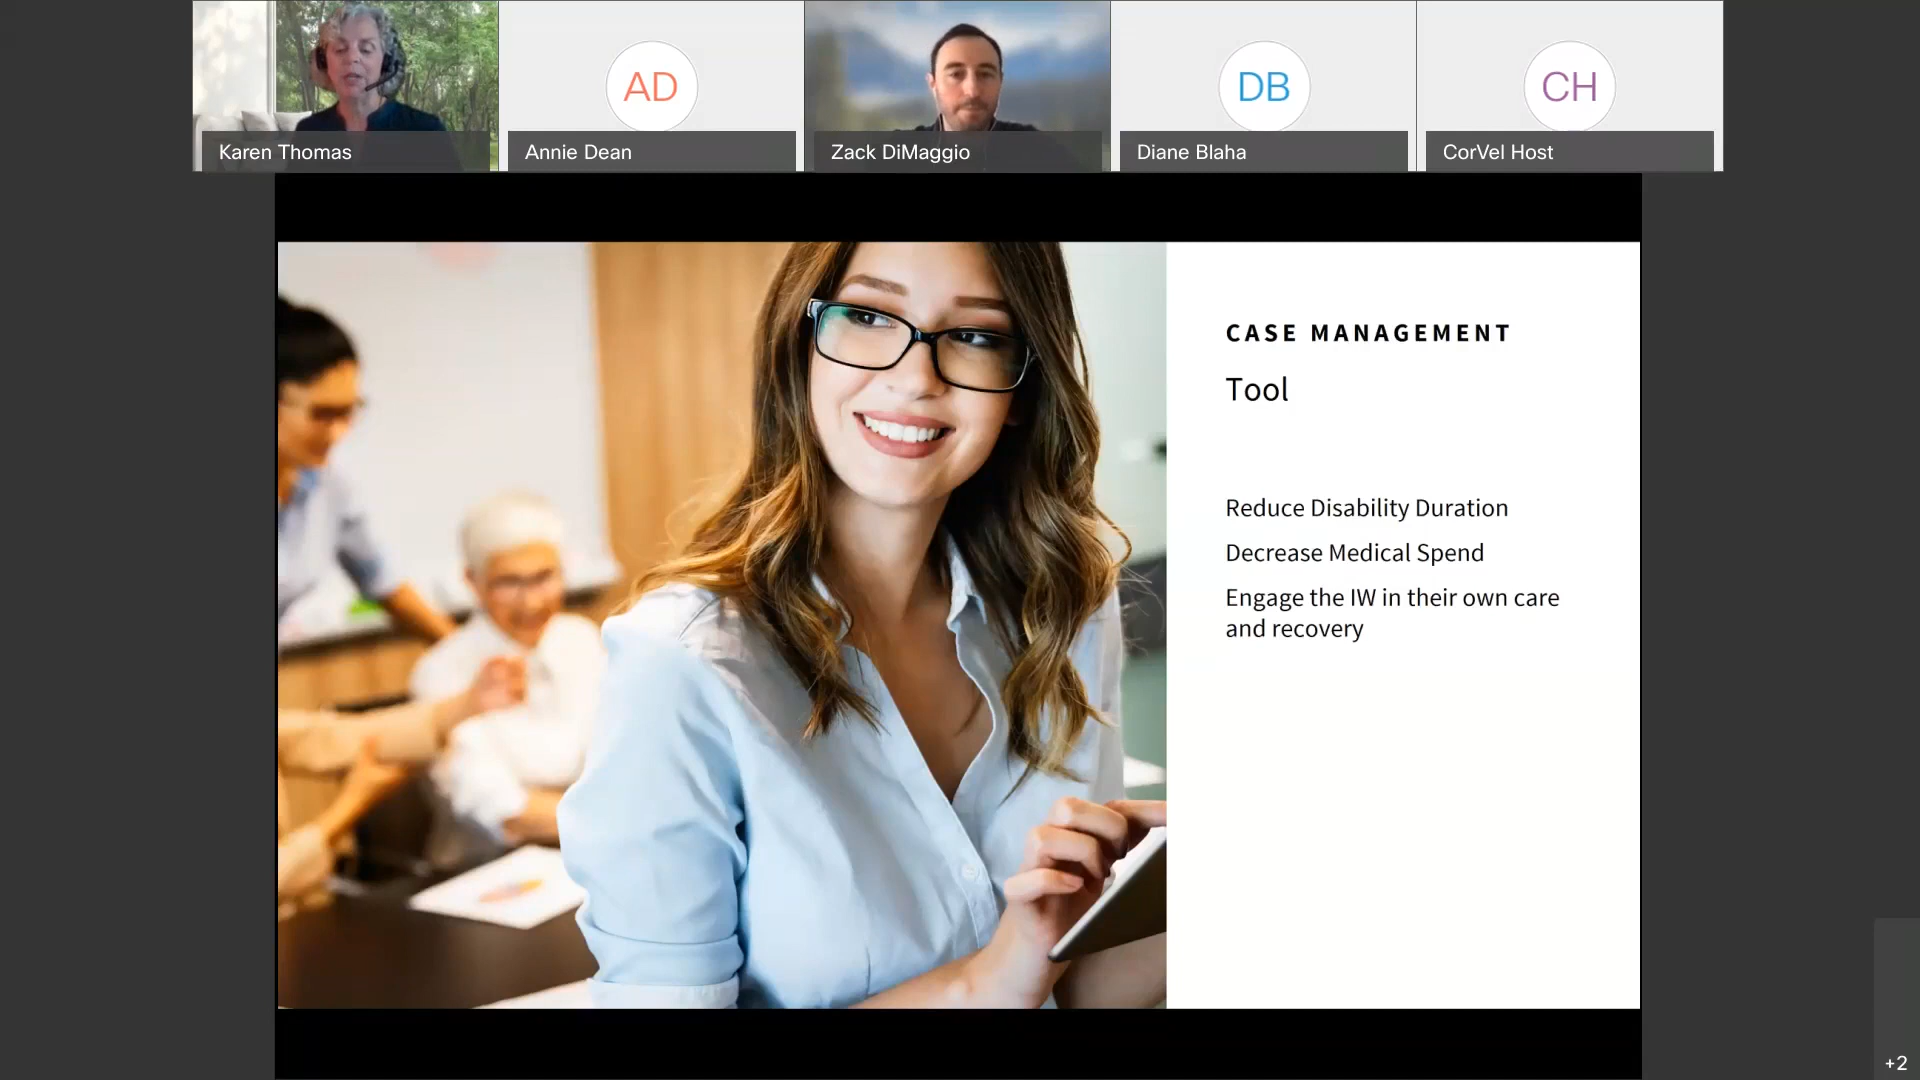 AD
DB
CH
Karen Thomas
Annie Dean
Zack DiMaggio
Diane Blaha
CorVel Host
CASE MANAGEMENT
Tool
Reduce Disability Duration
Decrease Medical Spend
Engage the IW in their own care
and recovery
+2